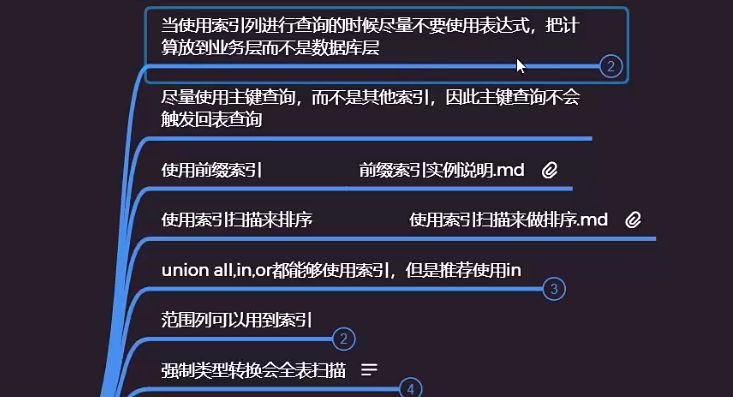 当使用索引列进行查询的时候尽量不要使用表达式，把计
算放到业务层而不是数据库层
2
尽量使用主键查询，而不是其他索引，因此主键查询不会
触发回表查询
使用前缀索引 前缀索引实例说明.md
使用索引扫描来排序 使用索引扫描来做排序.md
union all,in,or都能够使用索引，但是推荐使用in
3
范围列可以用到索引
2
强制类型转换会全表扫描
4